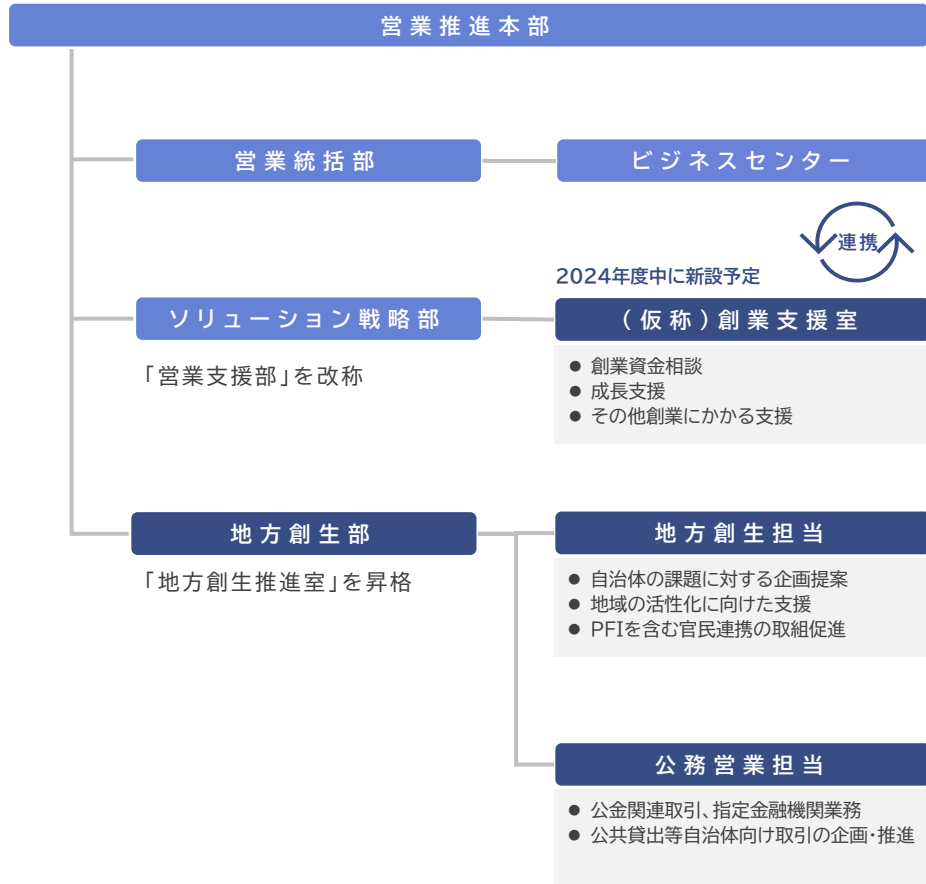 営業推進本部
営業統括部
ビジネスセンター
連携
2024年度中に新設予定
ソリューション戦略部
(仮称)創業支援室
「営業支援部」を改称
● 創業資金相談
● 成長支援
● その他創業にかかる支援
地方創生部
地方創生担当
「地方創生推進室」を昇格
● 自治体の課題に対する企画提案
● 地域の活性化に向けた支援
● PFIを含む官民連携の取組促進
公務営業担当
● 公金関連取引、指定金融機関業務
● 公共貸出等自治体向け取引の企画・推進